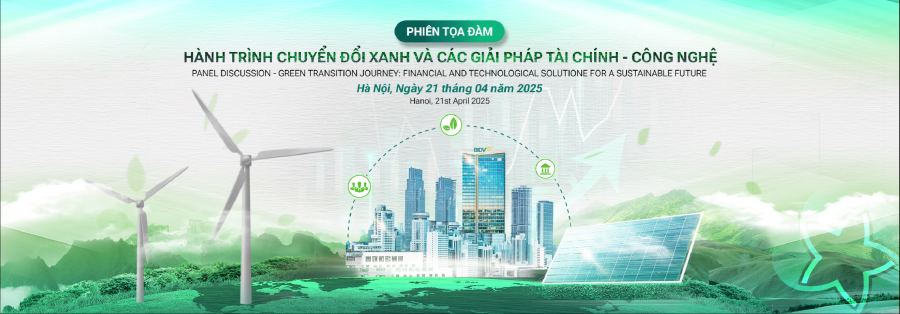 PHIÊN TỌA ĐÀM
HÀNH TRÌNH CHUYỂN ĐỔI XANH VÀ CÁC GIẢI PHÁP TÀI CHÍNH - CÔNG NGHỆ
PANEL DISCUSSION - GREEN TRANSITION JOURNEY: FINANCIAL AND TECHNOLOGICAL SOLUTIONE FOR A SUSTAINABLE FUTURE
Hà Nội, Ngày 21 tháng 04 năm 2025
Hanoi, 21st April 2025
BIDV